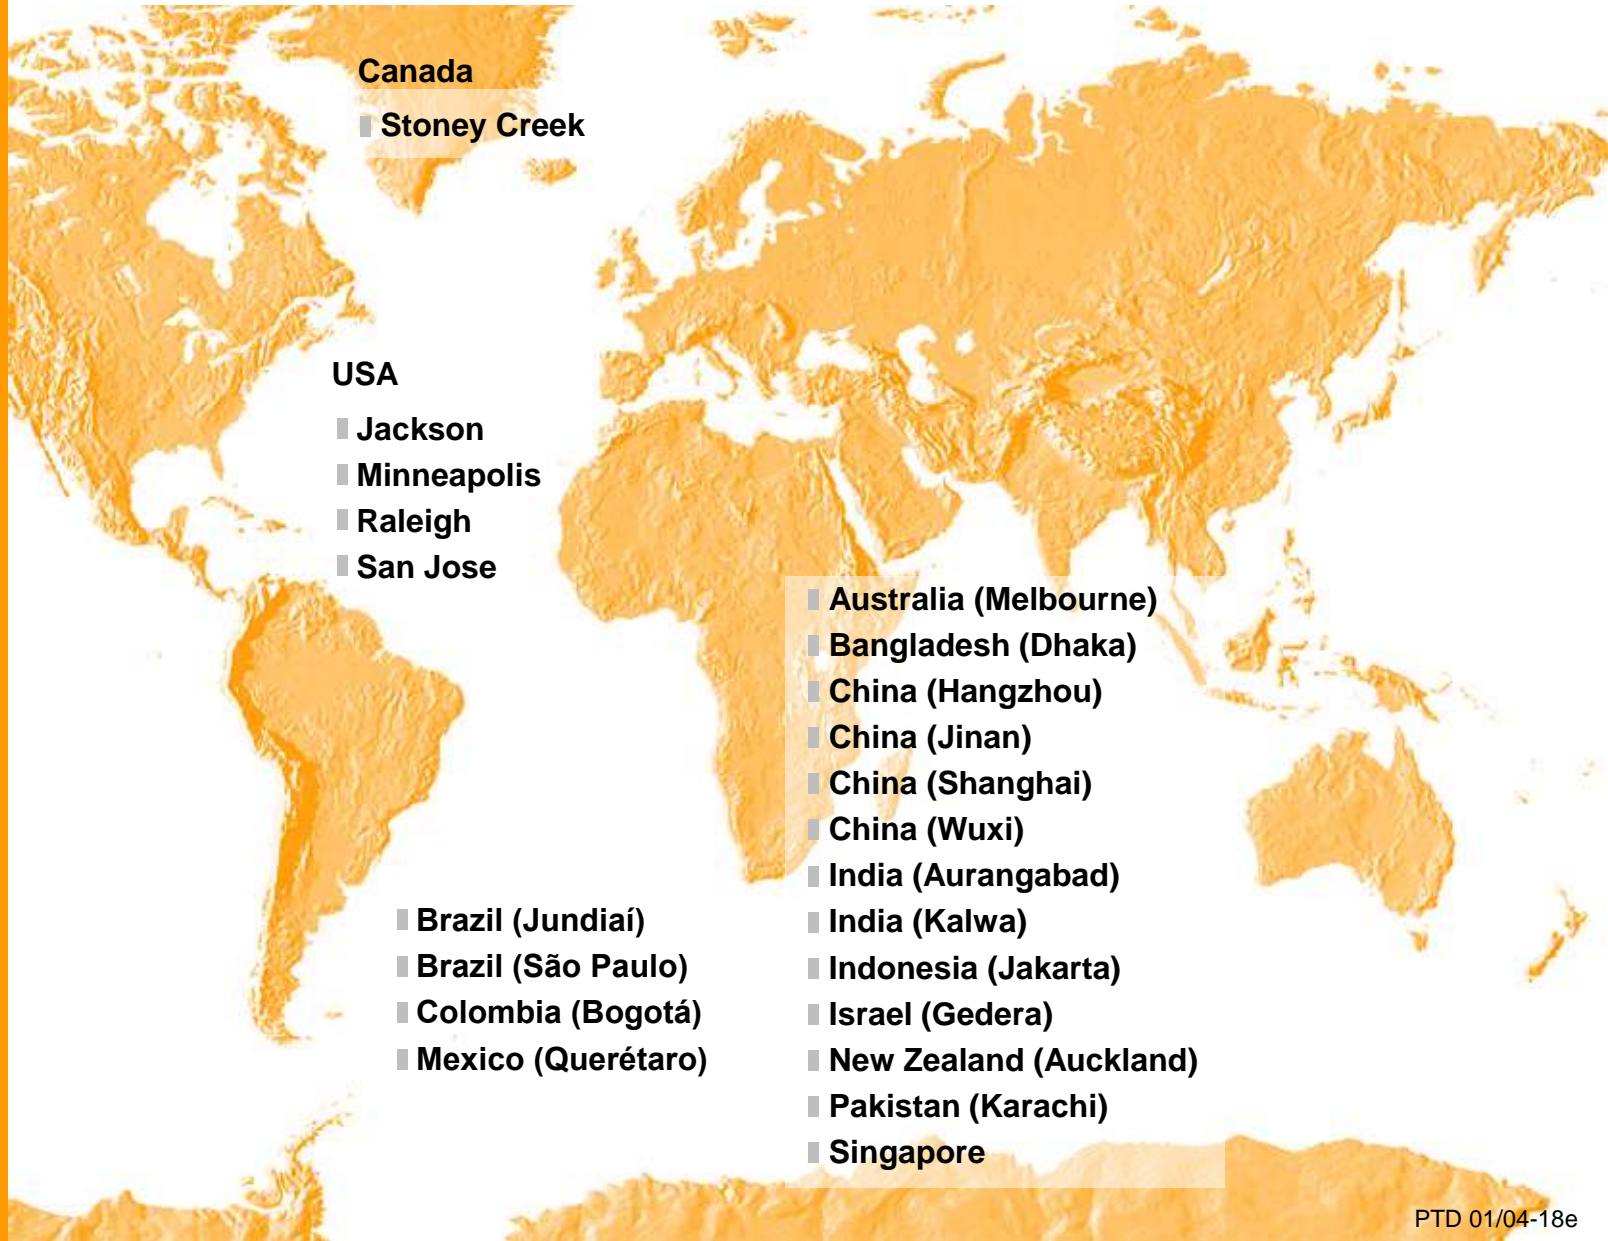 Canada
Stoney Creek
USA
Jackson
Minneapolis
Raleigh
San Jose
Brazil (Jundiaí)
Brazil (São Paulo)
Colombia (Bogotá)
Mexico (Querétaro)
Australia (Melbourne)
Bangladesh (Dhaka)
China (Hangzhou)
China (Jinan)
China (Shanghai)
China (Wuxi)
India (Aurangabad)
India (Kalwa)
Indonesia (Jakarta)
Israel (Gedera)
New Zealand (Auckland)
Pakistan (Karachi)
Singapore
PTD 01/04-18e